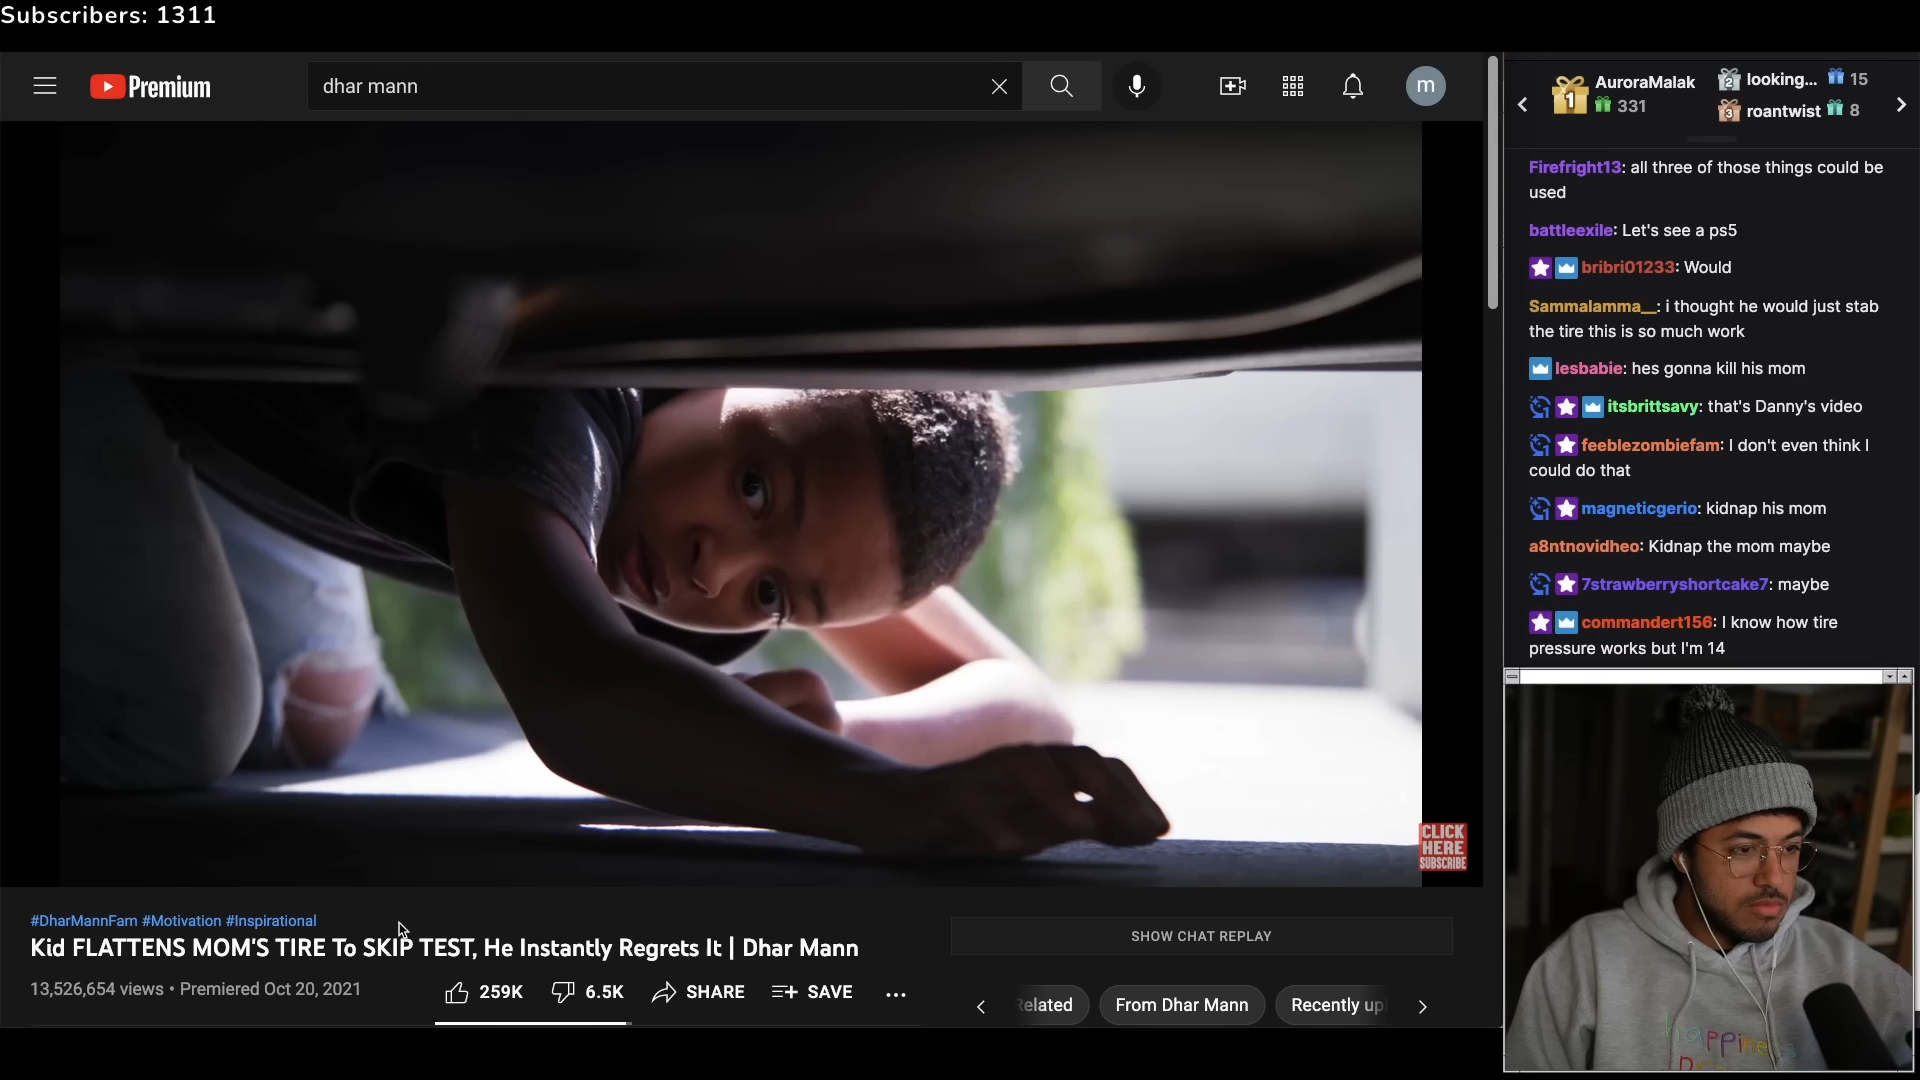 Subscribers: 1311
Premium
dhar mann
m
1
AuroraMalak
331
2
looking...
15
3
roantwist
8
Firefright13: all three of those things could be
used
battleexile: Let's see a ps5
bribri01233: Would
Sammalamma__: i thought he would just stab
the tire this is so much work
lesbabie: hes gonna kill his mom
itsbrittsavy: that's Danny's video
feeblezombiefam: I don't even think I
could do that
magneticgerio: kidnap his mom
a8ntnovidheo: Kidnap the mom maybe
7strawberryshortcake7: maybe
commandert156: I know how tire
pressure works but I'm 14
CLICK
HERE
SUBSCRIBE
#DharMannFam #Motivation #Inspirational
Kid FLATTENS MOM'S TIRE To SKIP TEST, He Instantly Regrets It | Dhar Mann
13,526,654 views • Premiered Oct 20, 2021
259K
6.5K
SHARE
SAVE
SHOW CHAT REPLAY
elated
From Dhar Mann
Recently up
happine